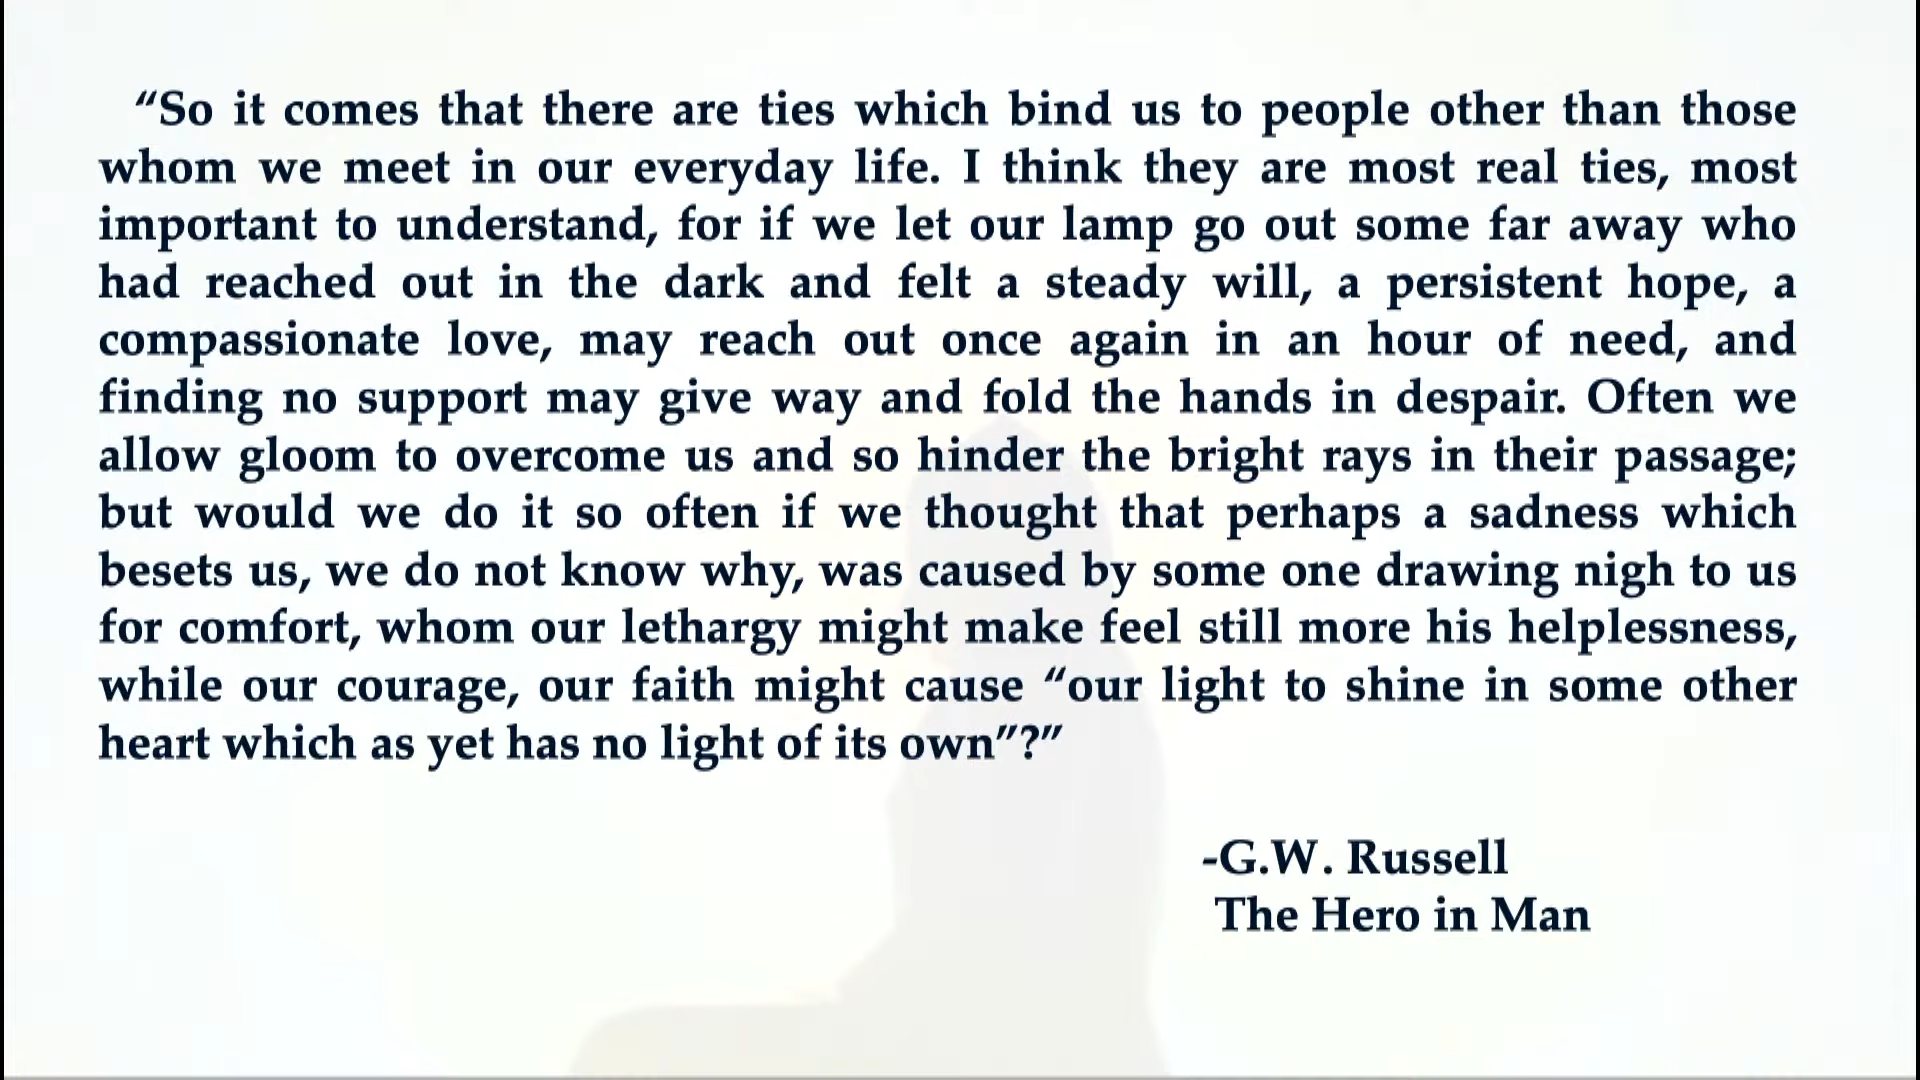 “So it comes that there are ties which bind us to people other than those
whom we meet in our everyday life. I think they are most real ties, most
important to understand, for if we let our lamp go out some far away who
had reached out in the dark and felt a steady will, a persistent hope, a
compassionate love, may reach out once again in an hour of need, and
finding no support may give way and fold the hands in despair. Often we
allow gloom to overcome us and so hinder the bright rays in their passage;
but would we do it so often if we thought that perhaps a sadness which
besets us, we do not know why, was caused by some one drawing nigh to us
for comfort, whom our lethargy might make feel still more his helplessness,
while our courage, our faith might cause “our light to shine in some other
heart which as yet has no light of its own”?”
-G.W. Russell
The Hero in Man